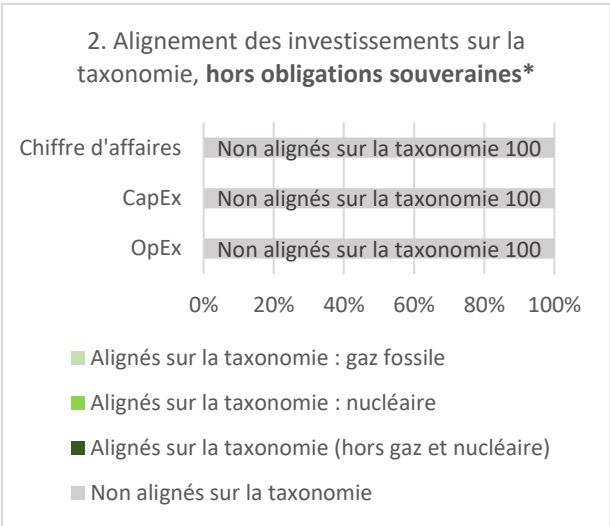 2. Alignement des investissements sur la
taxonomie, hors obligations souveraines*
Chiffre d'affaires
Non alignés sur la taxonomie 100
CapEx
Non alignés sur la taxonomie 100
OpEx
Non alignés sur la taxonomie 100
0% 20% 40% 60% 80% 100%
Alignés sur la taxonomie : gaz fossile
Alignés sur la taxonomie : nucléaire
Alignés sur la taxonomie (hors gaz et nucléaire)
Non alignés sur la taxonomie